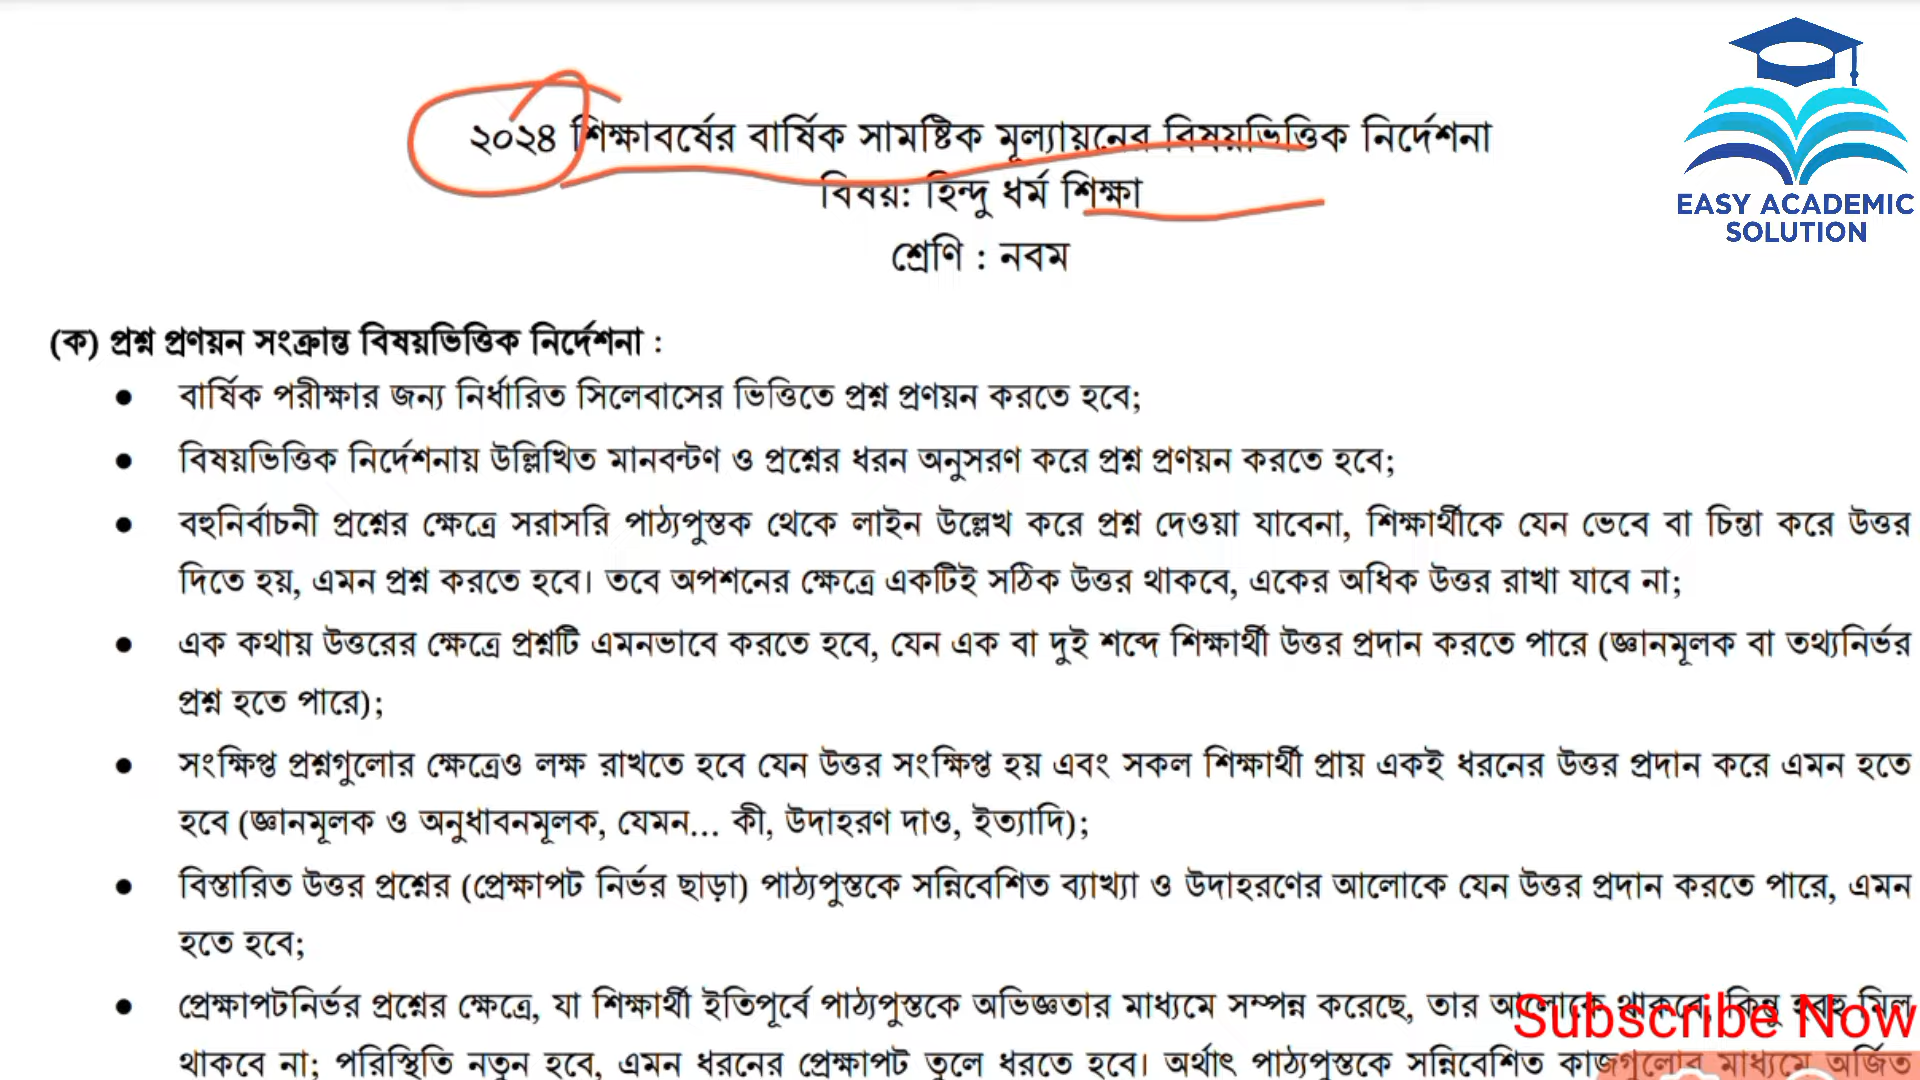 ২০২৪ শিক্ষাবর্ষের বার্ষিক সামষ্টিক মূল্যায়নের বিষয়ভিত্তিক নির্দেশনা
বিষয়: হিন্দু ধর্ম শিক্ষা
শ্রেণি : নবম
EASY ACADEMIC
SOLUTION
(ক) প্রশ্ন প্রণয়ন সংক্রান্ত বিষয়ভিত্তিক নির্দেশনা :
● বার্ষিক পরীক্ষার জন্য নির্ধারিত সিলেবাসের ভিত্তিতে প্রশ্ন প্রণয়ন করতে হবে;
● বিষয়ভিত্তিক নির্দেশনায় উল্লিখিত মানবন্টণ ও প্রশ্নের ধরন অনুসরণ করে প্রশ্ন প্রণয়ন করতে হবে;
● বহুনির্বাচনী প্রশ্নের ক্ষেত্রে সরাসরি পাঠ্যপুস্তক থেকে লাইন উল্লেখ করে প্রশ্ন দেওয়া যাবেনা, শিক্ষার্থীকে যেন ভেবে বা চিন্তা করে উত্তর
দিতে হয়, এমন প্রশ্ন করতে হবে। তবে অপশনের ক্ষেত্রে একটিই সঠিক উত্তর থাকবে, একের অধিক উত্তর রাখা যাবে না;
● এক কথায় উত্তরের ক্ষেত্রে প্রশ্নটি এমনভাবে করতে হবে, যেন এক বা দুই শব্দে শিক্ষার্থী উত্তর প্রদান করতে পারে (জ্ঞানমূলক বা তথ্যনির্ভর
প্রশ্ন হতে পারে);
● সংক্ষিপ্ত প্রশ্নগুলোর ক্ষেত্রেও লক্ষ রাখতে হবে যেন উত্তর সংক্ষিপ্ত হয় এবং সকল শিক্ষার্থী প্রায় একই ধরনের উত্তর প্রদান করে এমন হতে
হবে (জ্ঞানমূলক ও অনুধাবনমূলক, যেমন... কী, উদাহরণ দাও, ইত্যাদি);
● বিস্তারিত উত্তর প্রশ্নের (প্রেক্ষাপট নির্ভর ছাড়া) পাঠ্যপুস্তকে সন্নিবেশিত ব্যাখ্যা ও উদাহরণের আলোকে যেন উত্তর প্রদান করতে পারে, এমন
হতে হবে;
● প্রেক্ষাপটনির্ভর প্রশ্নের ক্ষেত্রে, যা শিক্ষার্থী ইতিপূর্বে পাঠ্যপুস্তকে অভিজ্ঞতার মাধ্যমে সম্পন্ন করেছে, তার আলোকে থাকবে, কিন্তু হুবহু মিল
থাকবে না; পরিস্থিতি নতুন হবে, এমন ধরনের প্রেক্ষাপট তুলে ধরতে হবে। অর্থাৎ পাঠ্যপুস্তকে সন্নিবেশিত কাজগুলোর মাধ্যমে অর্জিত
Subscribe Now